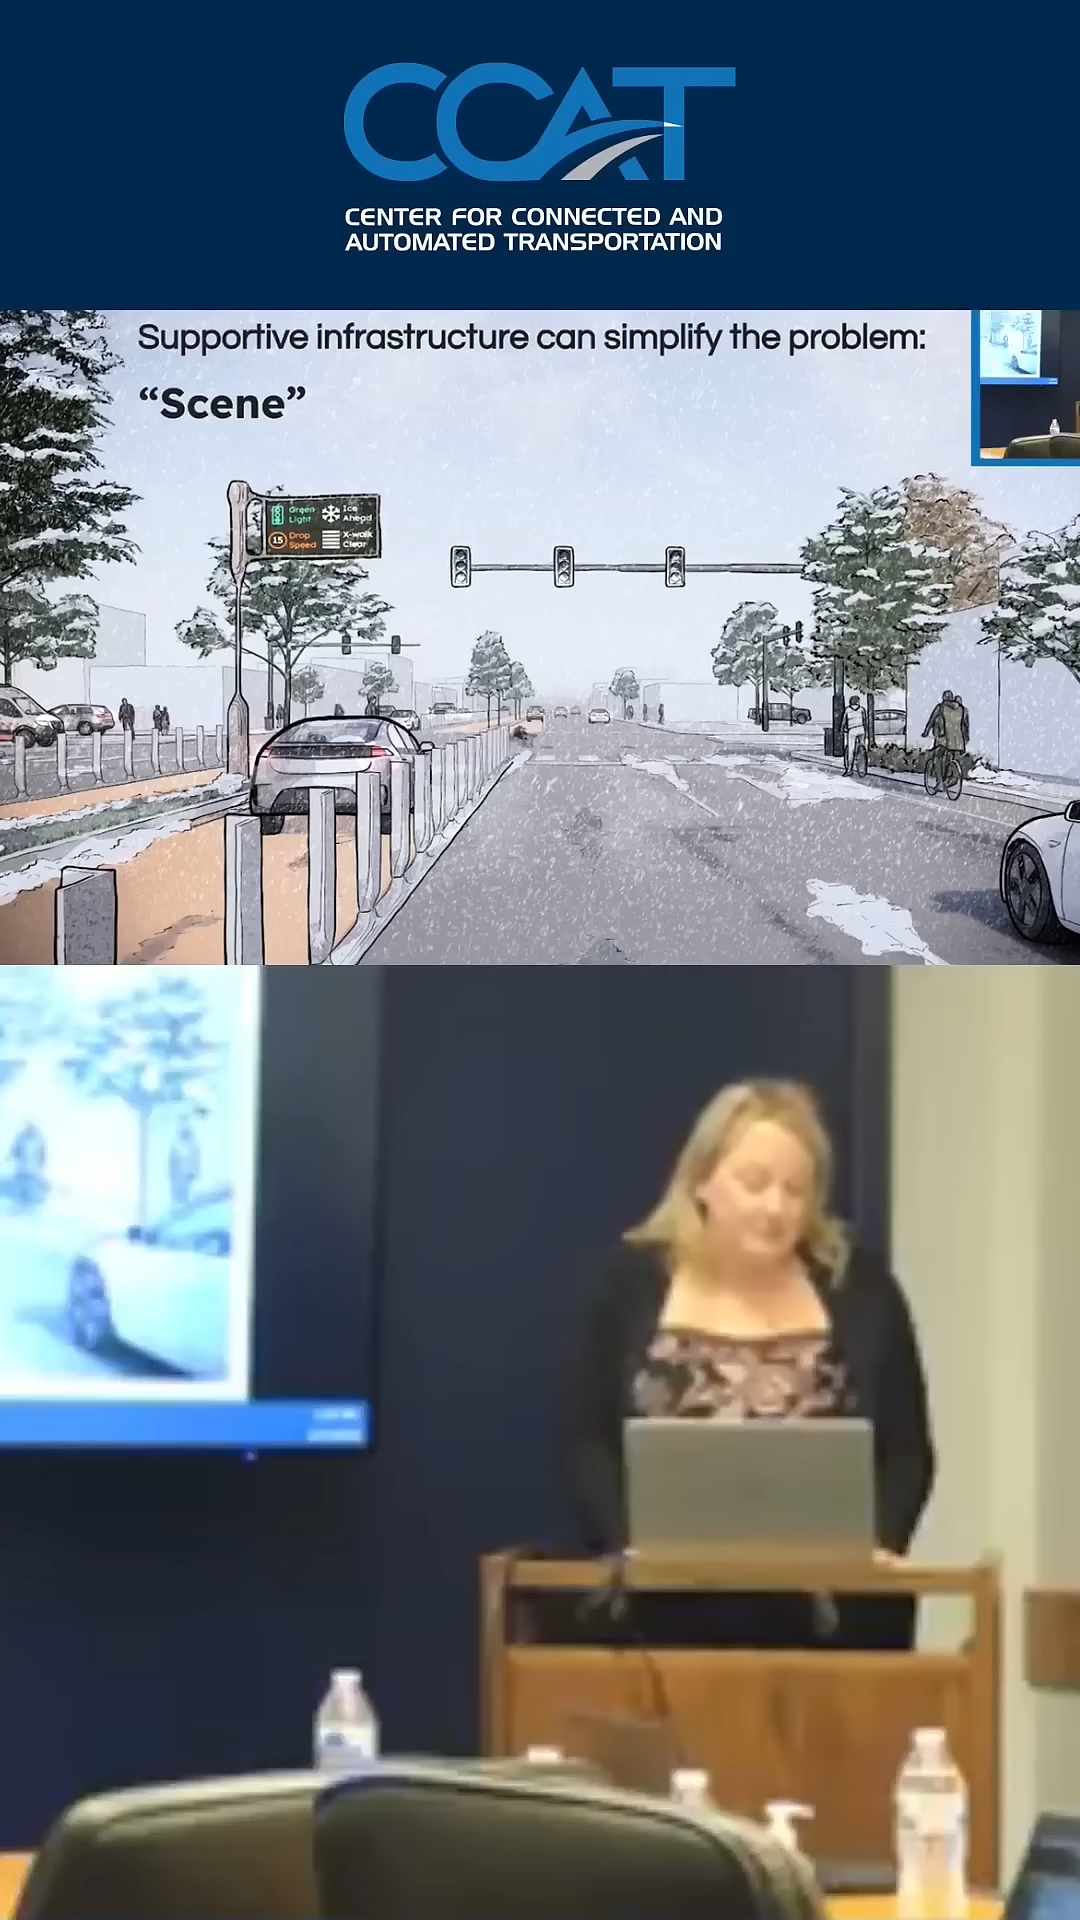 CCAT
CENTER FOR CONNECTED AND
AUTOMATED TRANSPORTATION
Supportive infrastructure can simplify the problem:
“Scene”
Green
Light
Ice
Ahead
15
Drop
Speed
X-walk
Clear